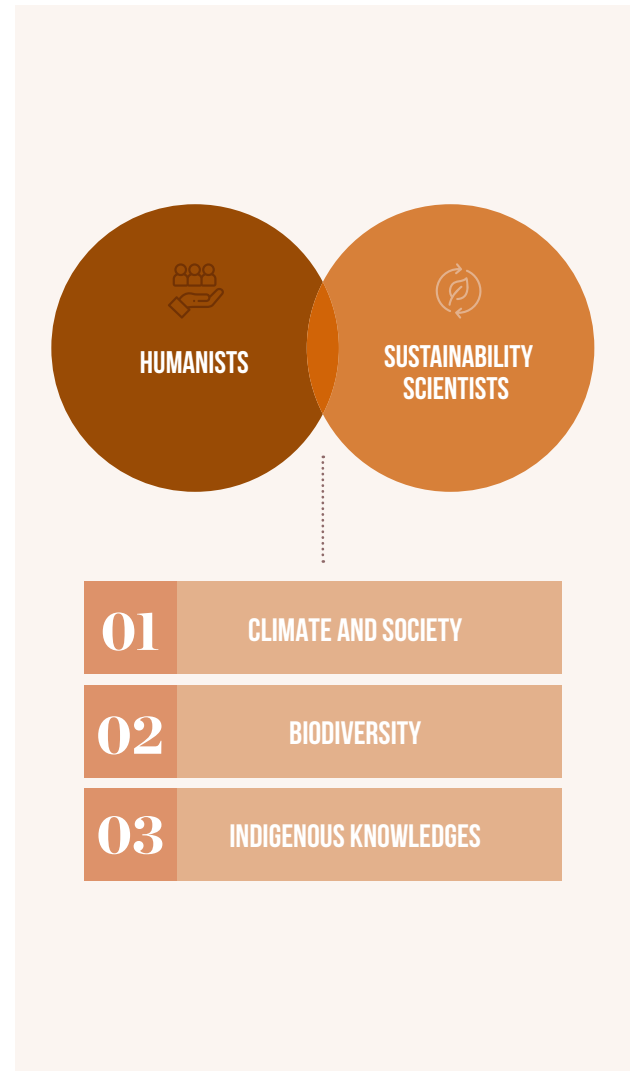 HUMANISTS
SUSTAINABILITY
SCIENTISTS
01 CLIMATE AND SOCIETY
02 BIODIVERSITY
03 INDIGENOUS KNOWLEDGES